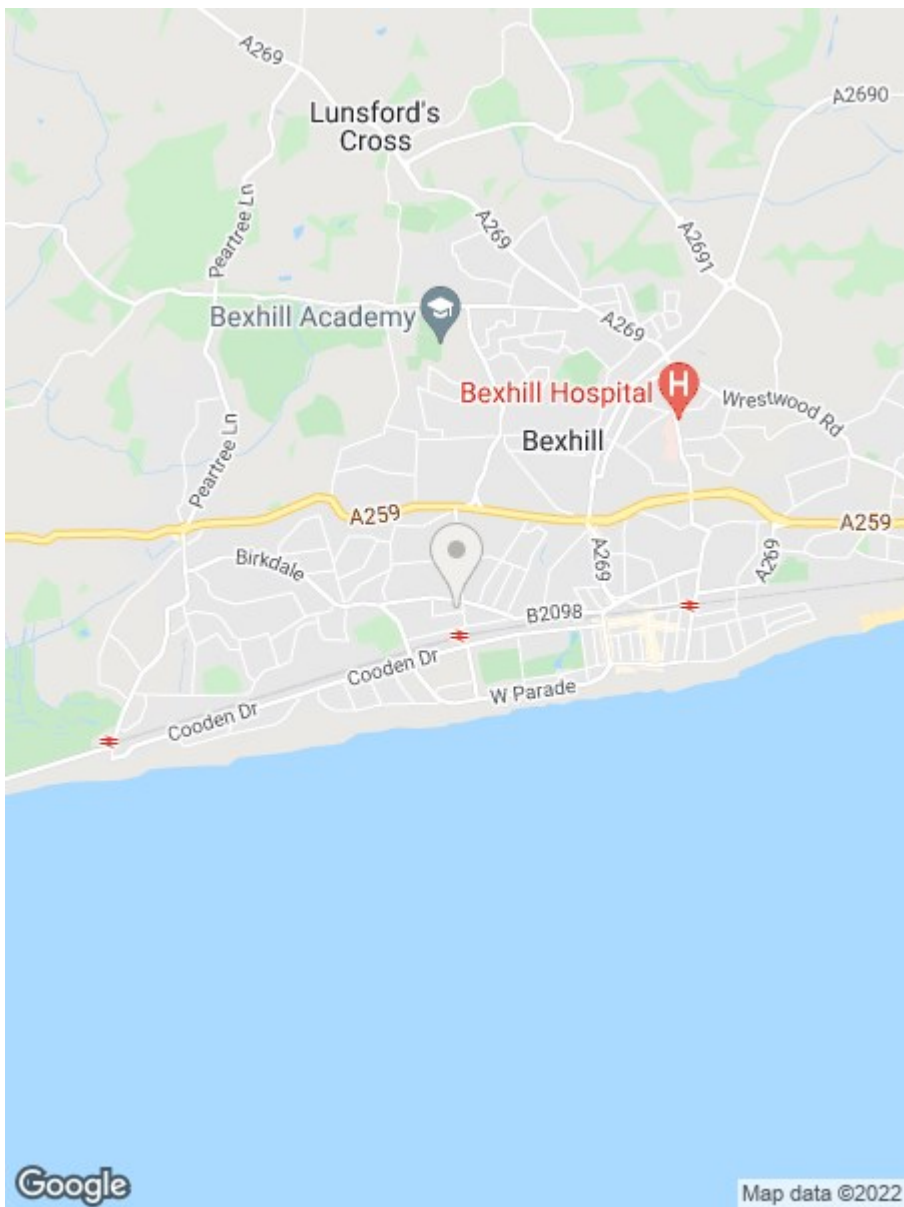 A269
A2690
Lunsford's
Cross
Peartree Ln
A269
A2691
Bexhill Academy
A269
Bexhill Hospital
H
Wrestwood Rd
Bexhill
Peartree Ln
A259
A259
Birkdale
A269
A269
B2098
Cooden Dr
W Parade
Cooden Dr
Google
Map data ©2022